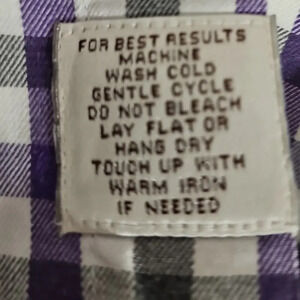 FOR BEST RESULTS
MACHINE
WASH COLD
GENTLE CYCLE
DO NOT BLEACH
LAY FLAT OR
HANG DRY
TOUCH UP WITH
WARM IRON
IF NEEDED